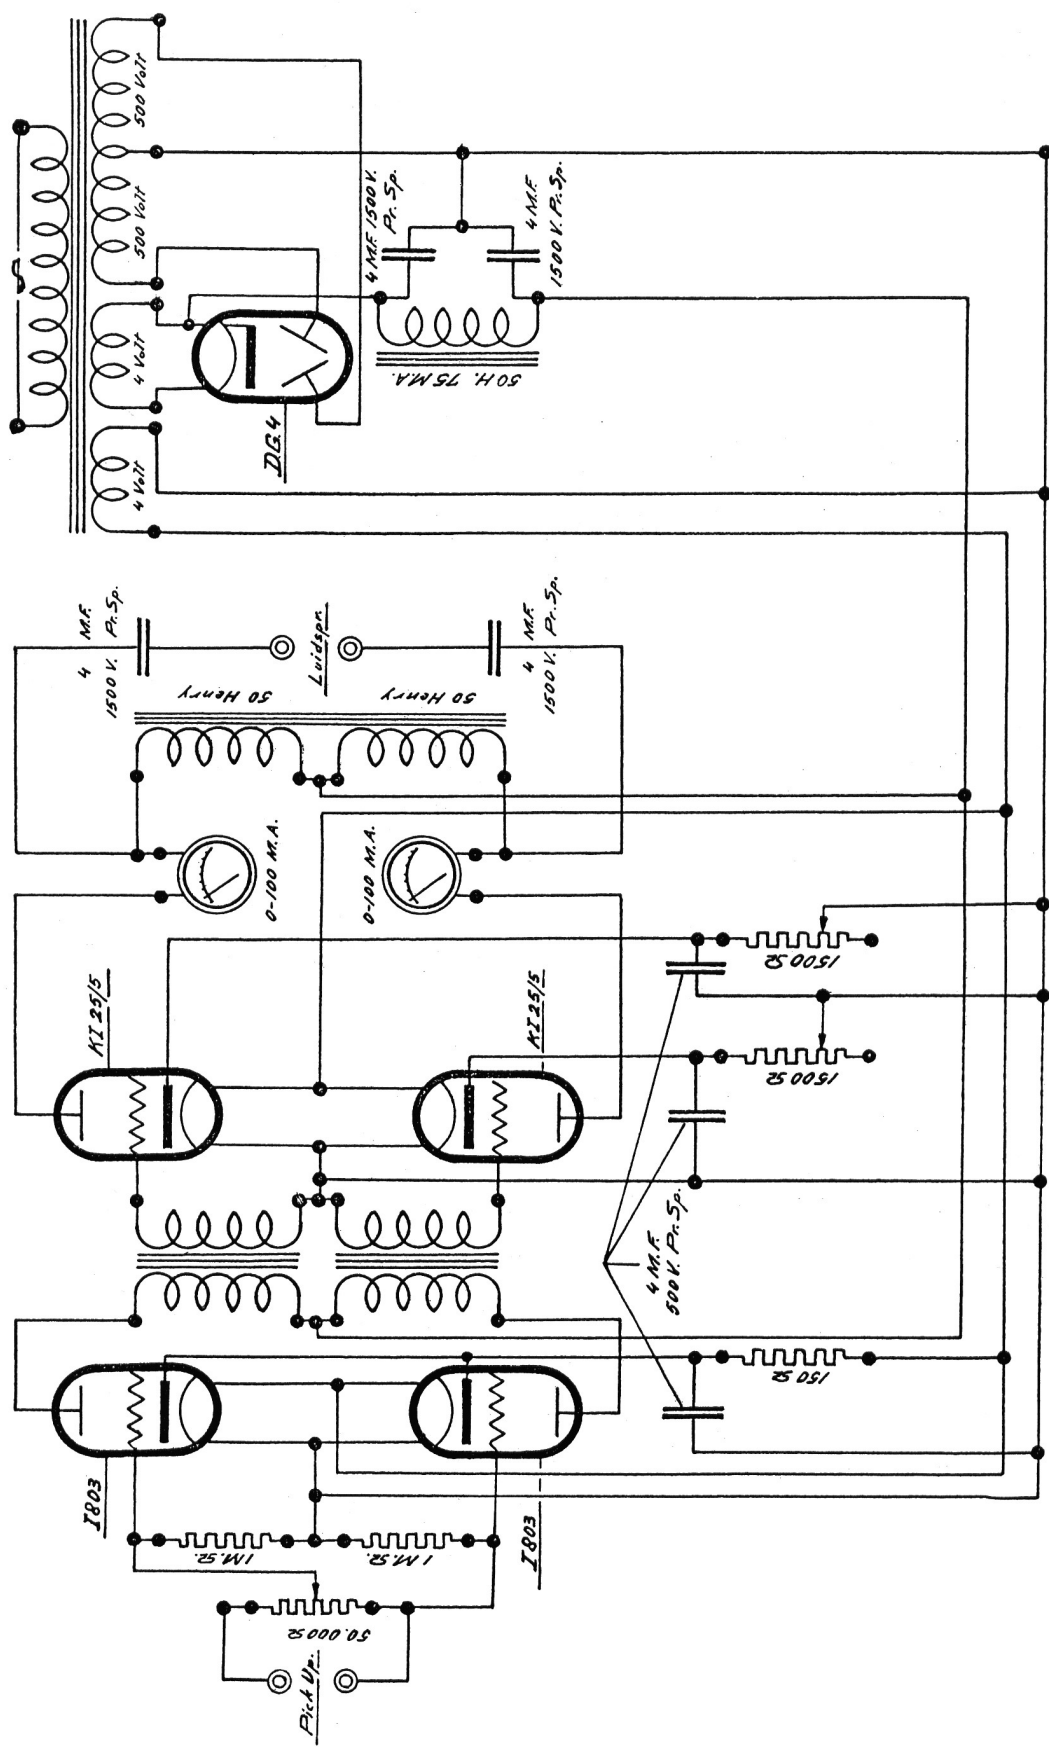 500 Volt
500 Volt
4 Volt
4 Volt
DG.4
4 M.F. 1500 V.
Pr. Sp.
4 M.F.
1500 V. Pr. Sp.
50 H. 75 M.A.
4 M.F.
1500 V. Pr. Sp.
Luidspr.
4 M.F.
1500 V. Pr. Sp.
50 Henry
50 Henry
0-100 M.A.
0-100 M.A.
KI 25/5
KI 25/5
1500 Ω
1500 Ω
4 M.F.
500 V. Pr. Sp.
150 Ω
I 803
I 803
1 M.Ω.
1 M.Ω.
50.000 Ω
Pick Up.